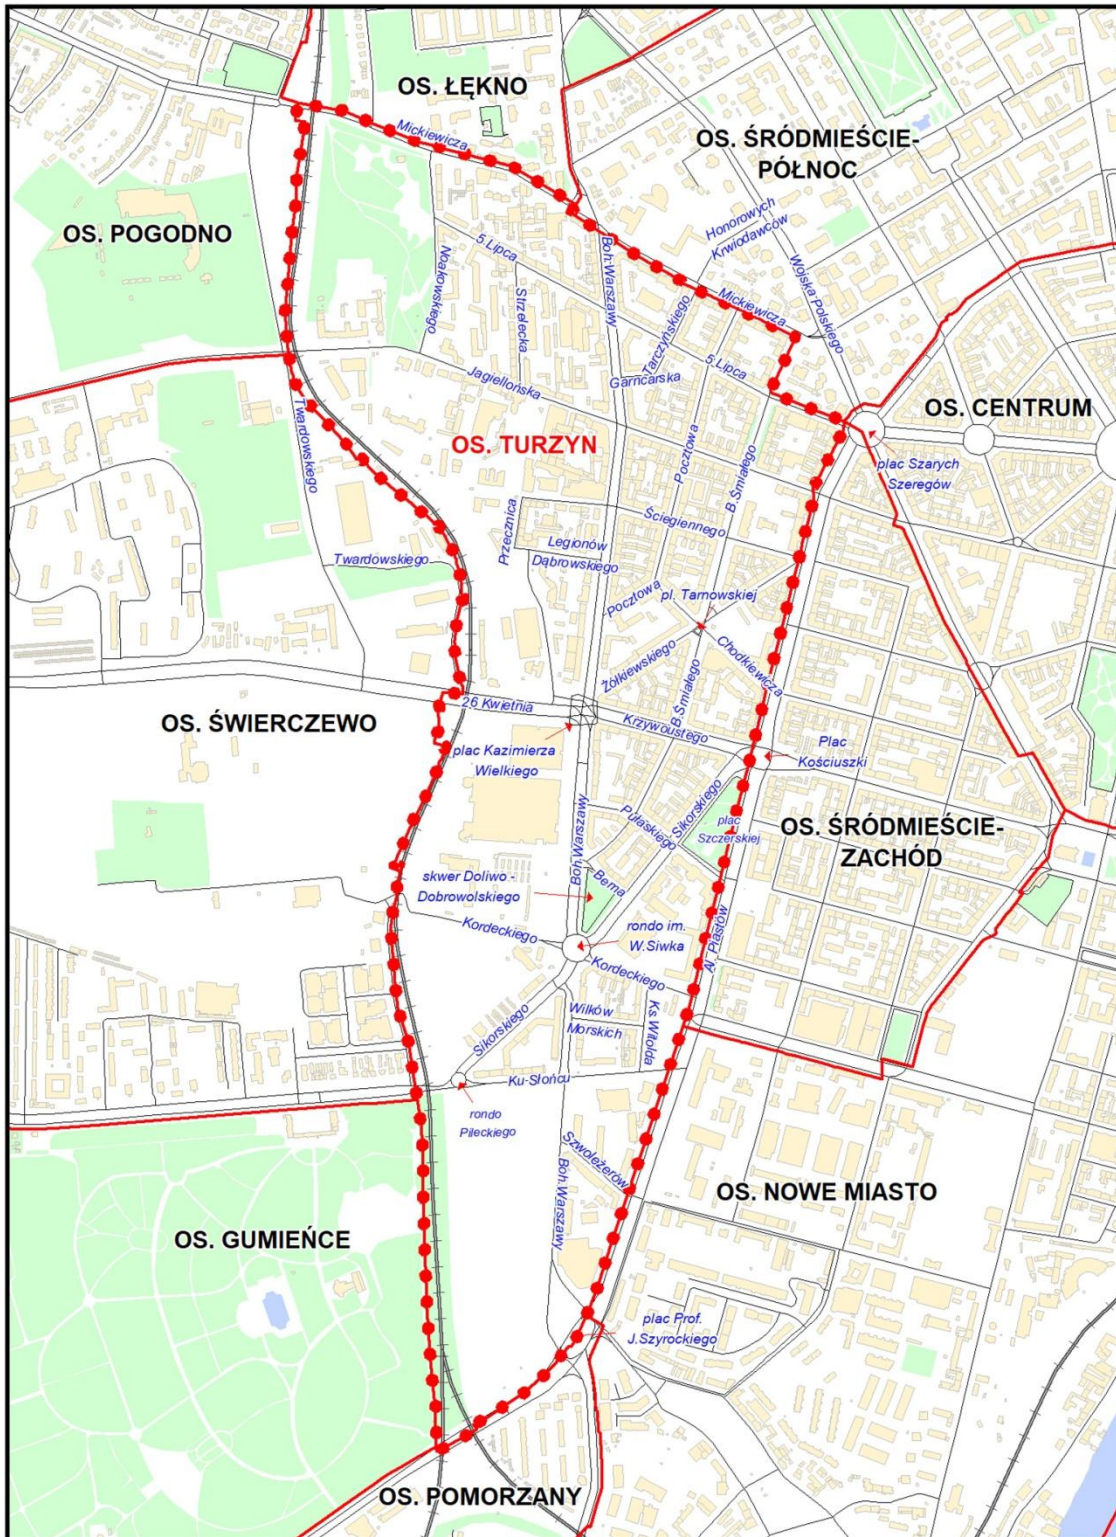 OS. ŁĘKNO
Mickiewicza
OS. ŚRÓDMIEŚCIE-
PÓŁNOC
OS. POGODNO
Honorowych
Krwiodawców
5 Lipca
Noakowskiego
Boh.Warszawy
Wojska Polskiego
Strzelecka
Mickiewicza
Tarczyńskiego
5 Lipca
Garncarska
Jagiellońska
OS. CENTRUM
Twardowskiego
OS. TURZYN
Pocztowa
B.Śmiałego
plac Szarych
Szeregów
Przecznica
Ściegiennego
Legionów
Dąbrowskiego
Twardowskiego
Pocztowa
pl. Tarnowskiej
Żółkiewskiego
Chodkiewicza
B.Śmiałego
26 Kwietnia
OS. ŚWIERCZEWO
Krzywoustego
plac Kazimierza
Wielkiego
Plac
Kościuszki
Sikorskiego
Boh.Warszawy
Pułaskiego
plac
Szczerskiej
OS. ŚRÓDMIEŚCIE-
ZACHÓD
skwer Doliwo -
Dobrowolskiego
Bema
Kordeckiego
rondo im.
W.Siwka
Al. Piastów
Kordeckiego
Wilków
Morskich
Ks.Witolda
Sikorskiego
Ku-Słońcu
rondo
Pileckiego
Szwoleżerów
Boh.Warszawy
OS. NOWE MIASTO
OS. GUMIEŃCE
plac Prof.
J.Szyrockiego
OS. POMORZANY